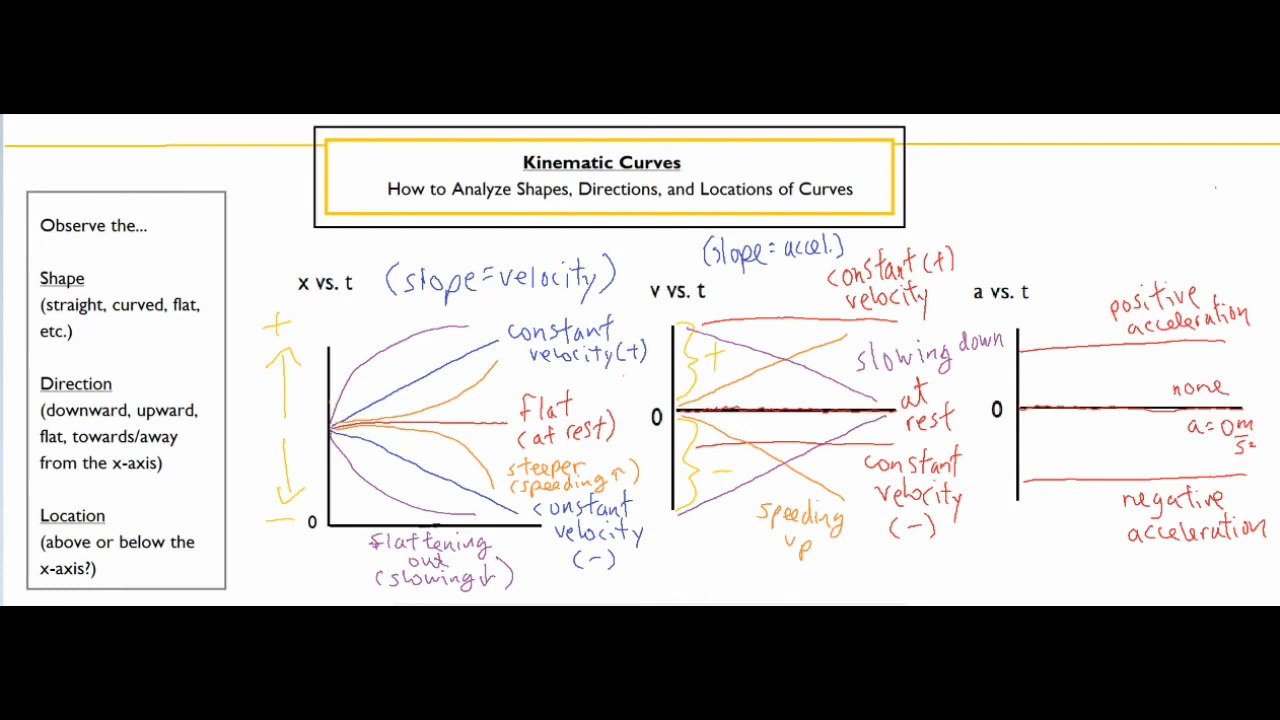 Kinematic Curves
How to Analyze Shapes, Directions, and Locations of Curves
Observe the...
Shape
(straight, curved, flat,
etc.)
Direction
(downward, upward,
flat, towards/away
from the x-axis)
Location
(above or below the
x-axis?)
x vs. t
(slope=velocity)
+
constant
velocity(+)
flat
(at rest)
steeper
(speeding↑)
constant
velocity
(-)
−
0
flattening
out
(slowing↓)
(slope=accel.)
v vs. t
constant(+)
velocity
+
slowing down
0
at
rest
−
constant
velocity
(-)
speeding
up
a vs. t
positive
acceleration
none
0
a=0m
s²
negative
acceleration